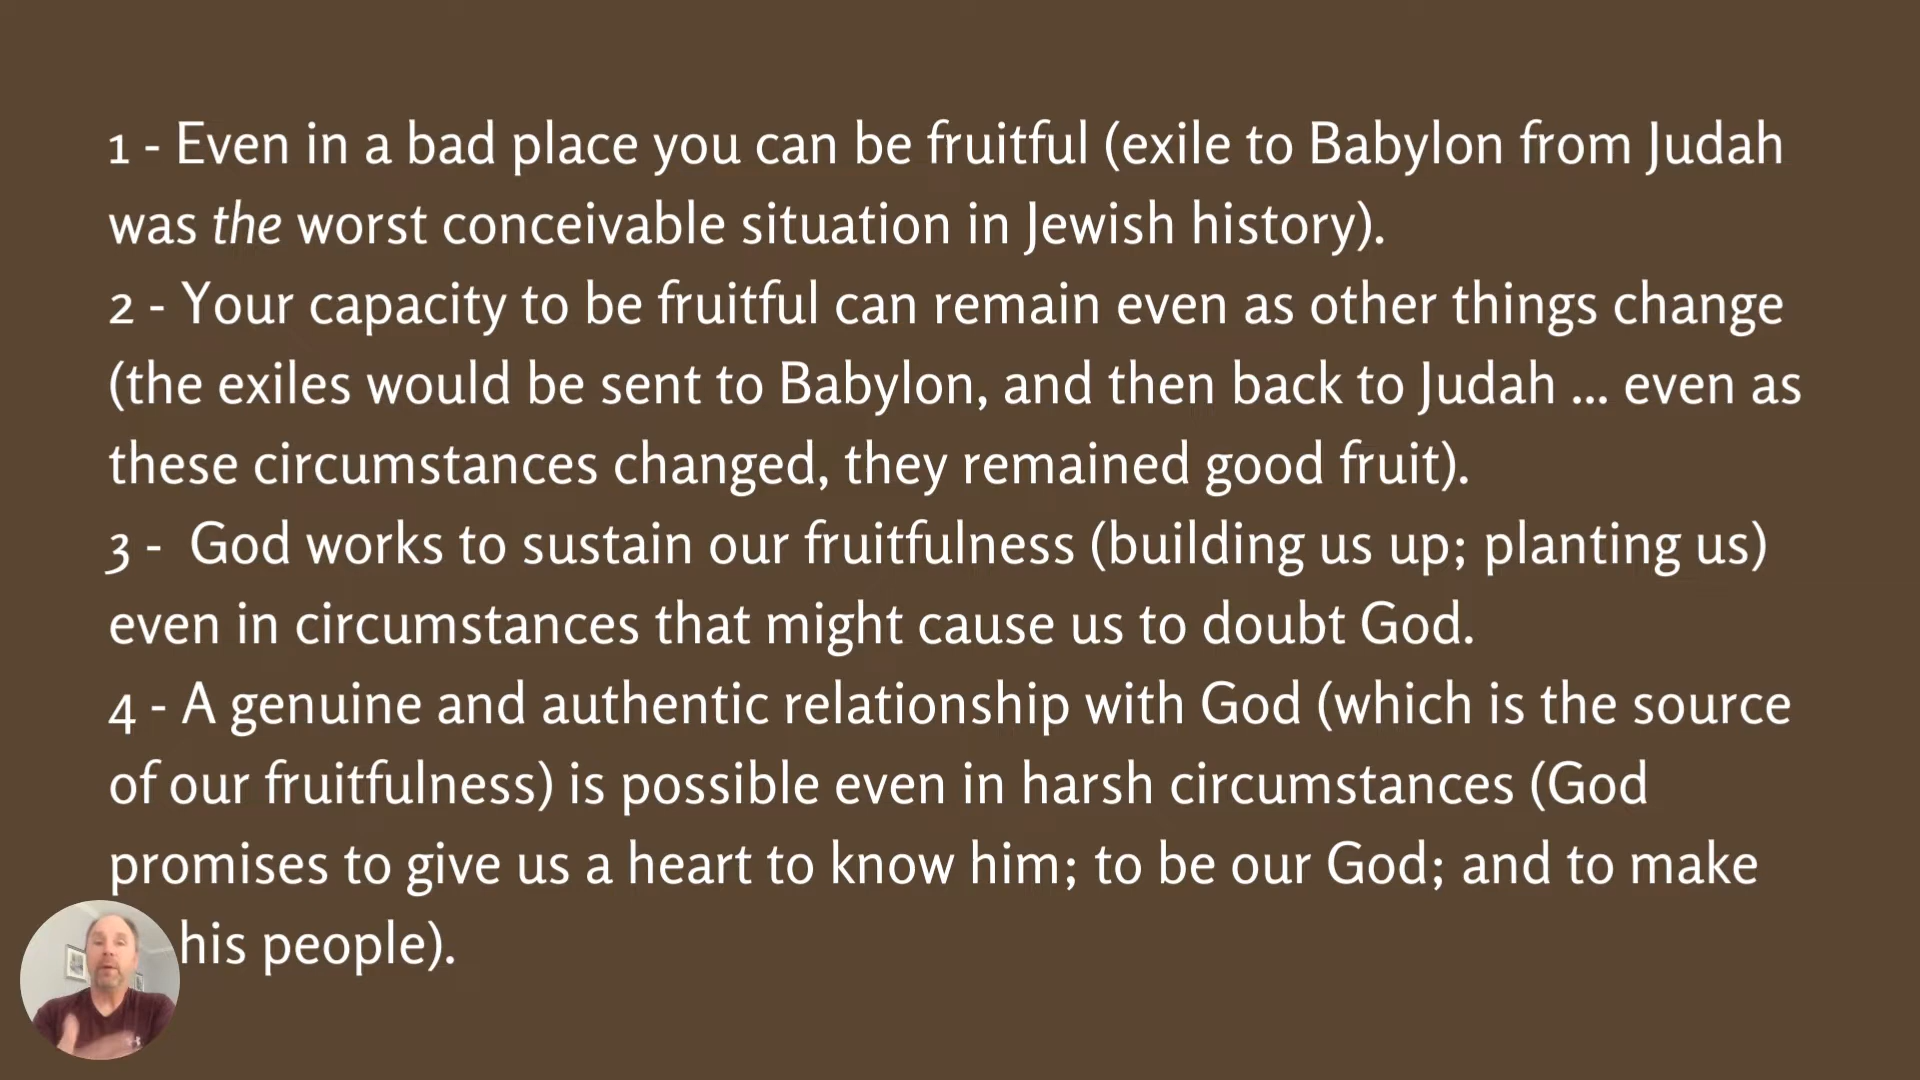 1 - Even in a bad place you can be fruitful (exile to Babylon from Judah
was the worst conceivable situation in Jewish history).
2 - Your capacity to be fruitful can remain even as other things change
(the exiles would be sent to Babylon, and then back to Judah ... even as
these circumstances changed, they remained good fruit).
3 -  God works to sustain our fruitfulness (building us up; planting us)
even in circumstances that might cause us to doubt God.
4 - A genuine and authentic relationship with God (which is the source
of our fruitfulness) is possible even in harsh circumstances (God
promises to give us a heart to know him; to be our God; and to make
his people).